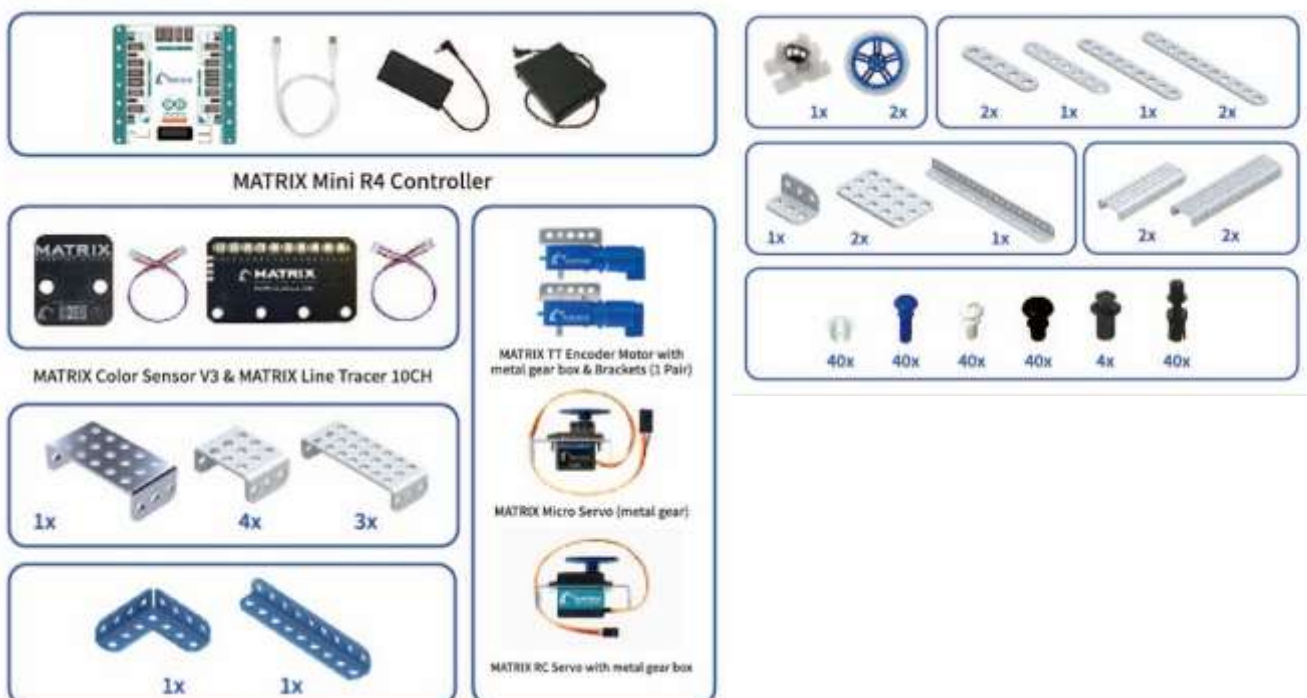 MATRIX Mini R4 Controller
MATRIX
MATRIX
MATRIX Color Sensor V3 & MATRIX Line Tracer 10CH
1x 4x 3x
1x 1x
MATRIX TT Encoder Motor with
metal gear box & Brackets (1 Pair)
MATRIX Micro Servo (metal gear)
MATRIX RC Servo with metal gear box
1x 2x
2x 1x 1x 2x
1x 2x 1x
2x 2x
40x 40x 40x 40x 4x 40x